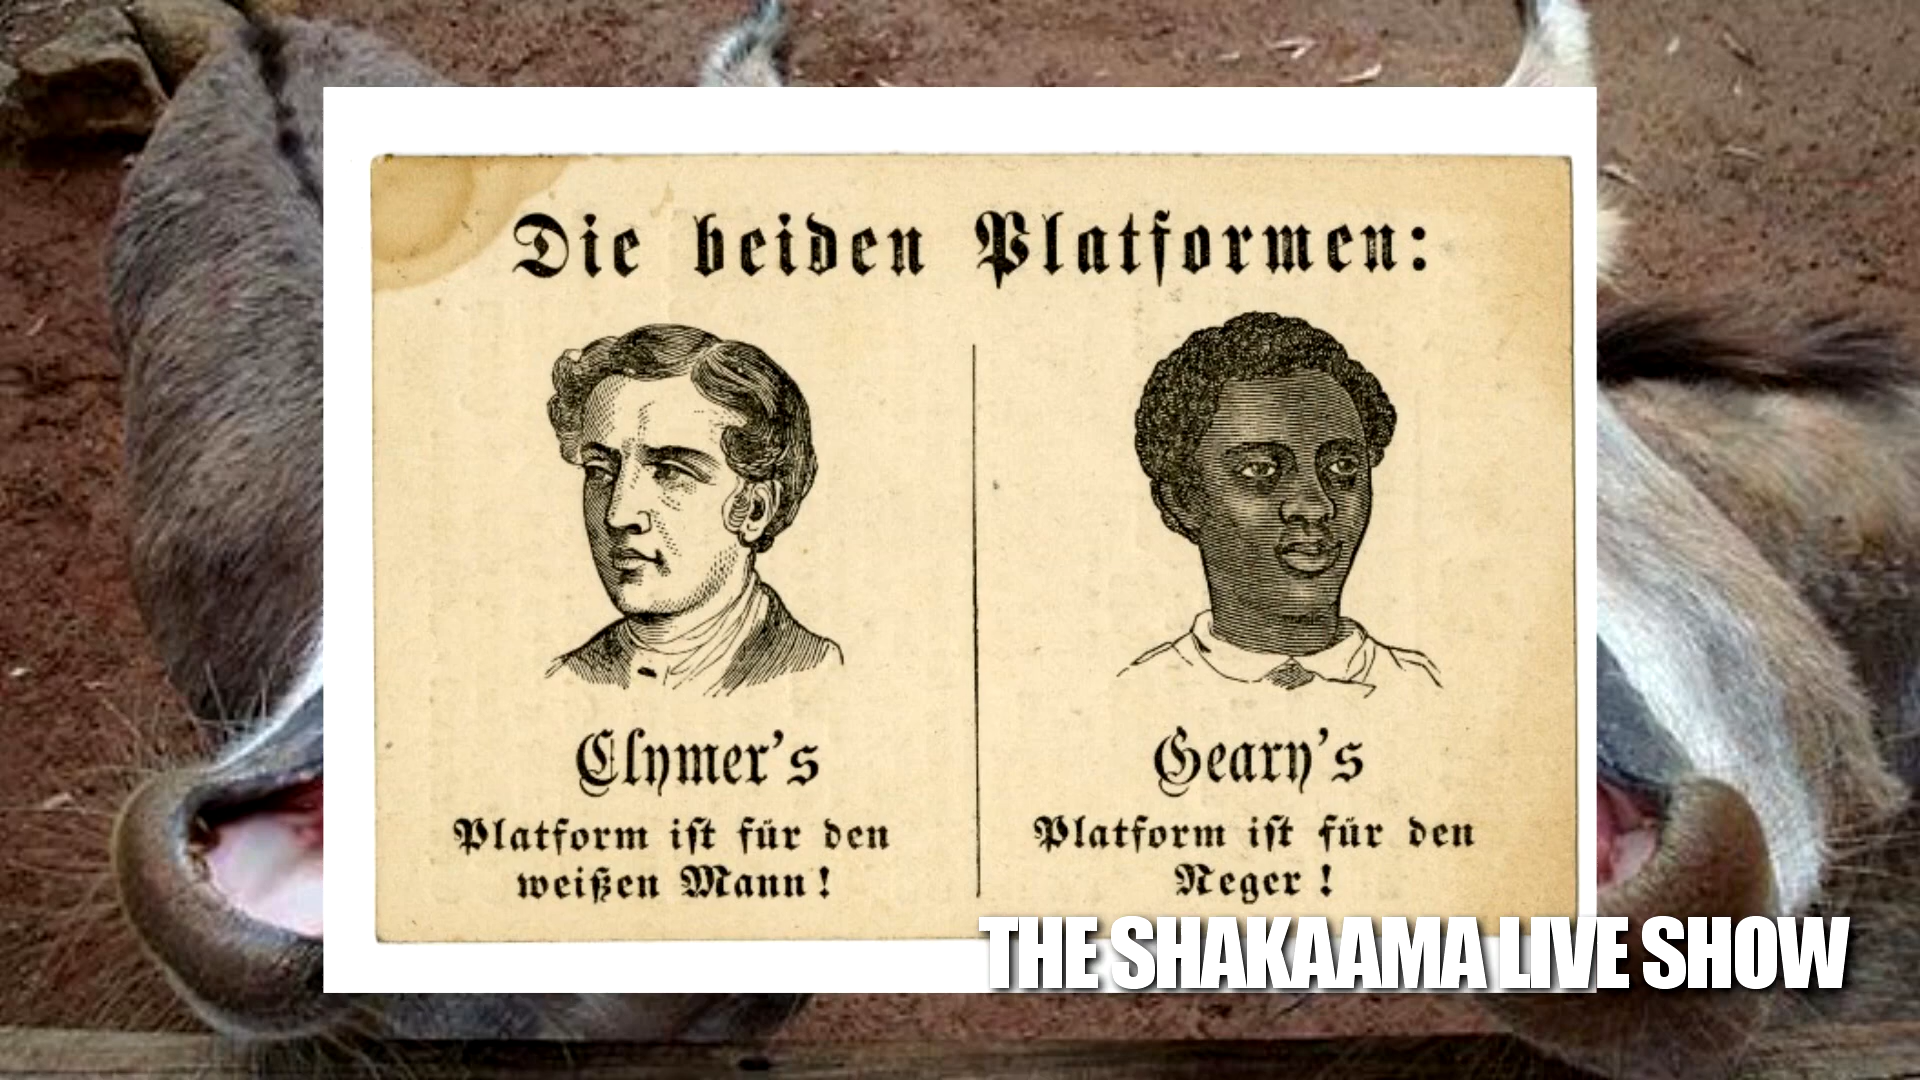 Die beiden Platformen:
Clymer's
Platform ist für den
weißen Mann!
Geary's
Platform ist für den
Neger!
THE SHAKAAMA LIVE SHOW